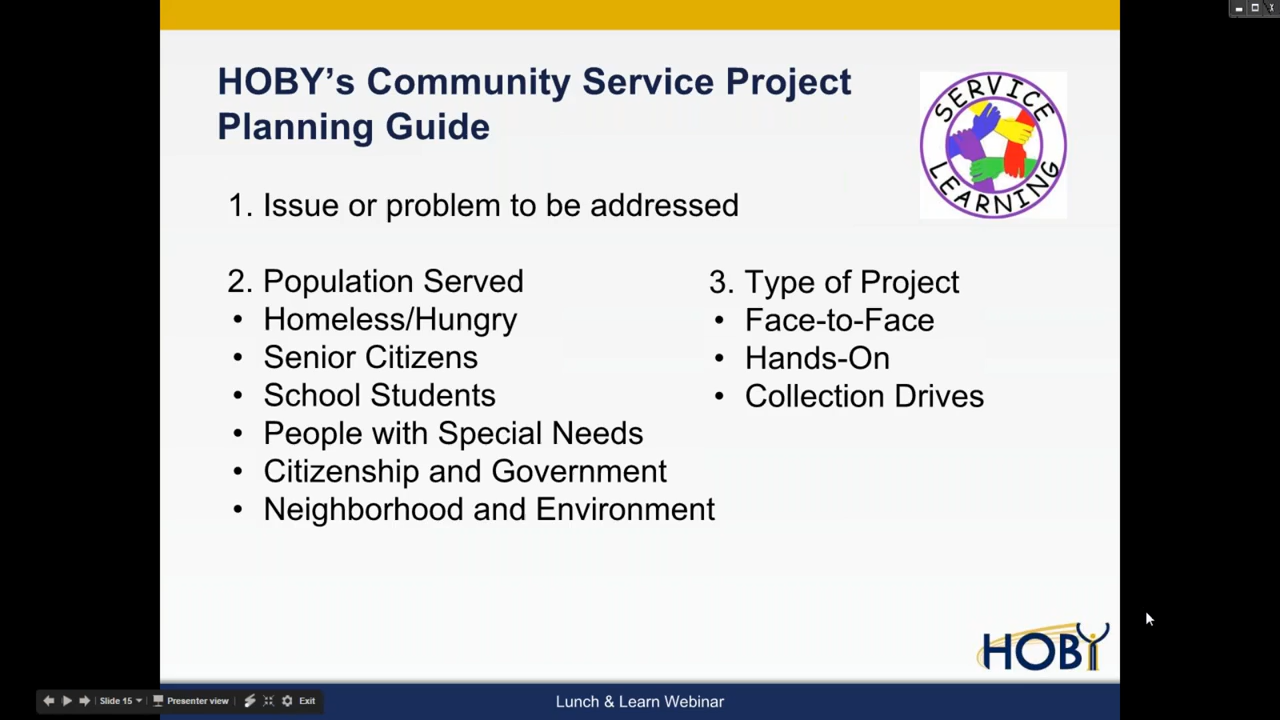 HOBY's Community Service Project
Planning Guide
SERVICE
LEARNING
1. Issue or problem to be addressed
2. Population Served
• Homeless/Hungry
• Senior Citizens
• School Students
• People with Special Needs
• Citizenship and Government
• Neighborhood and Environment
3. Type of Project
• Face-to-Face
• Hands-On
• Collection Drives
HOBY
Slide 15
Presenter view
Exit
Lunch & Learn Webinar